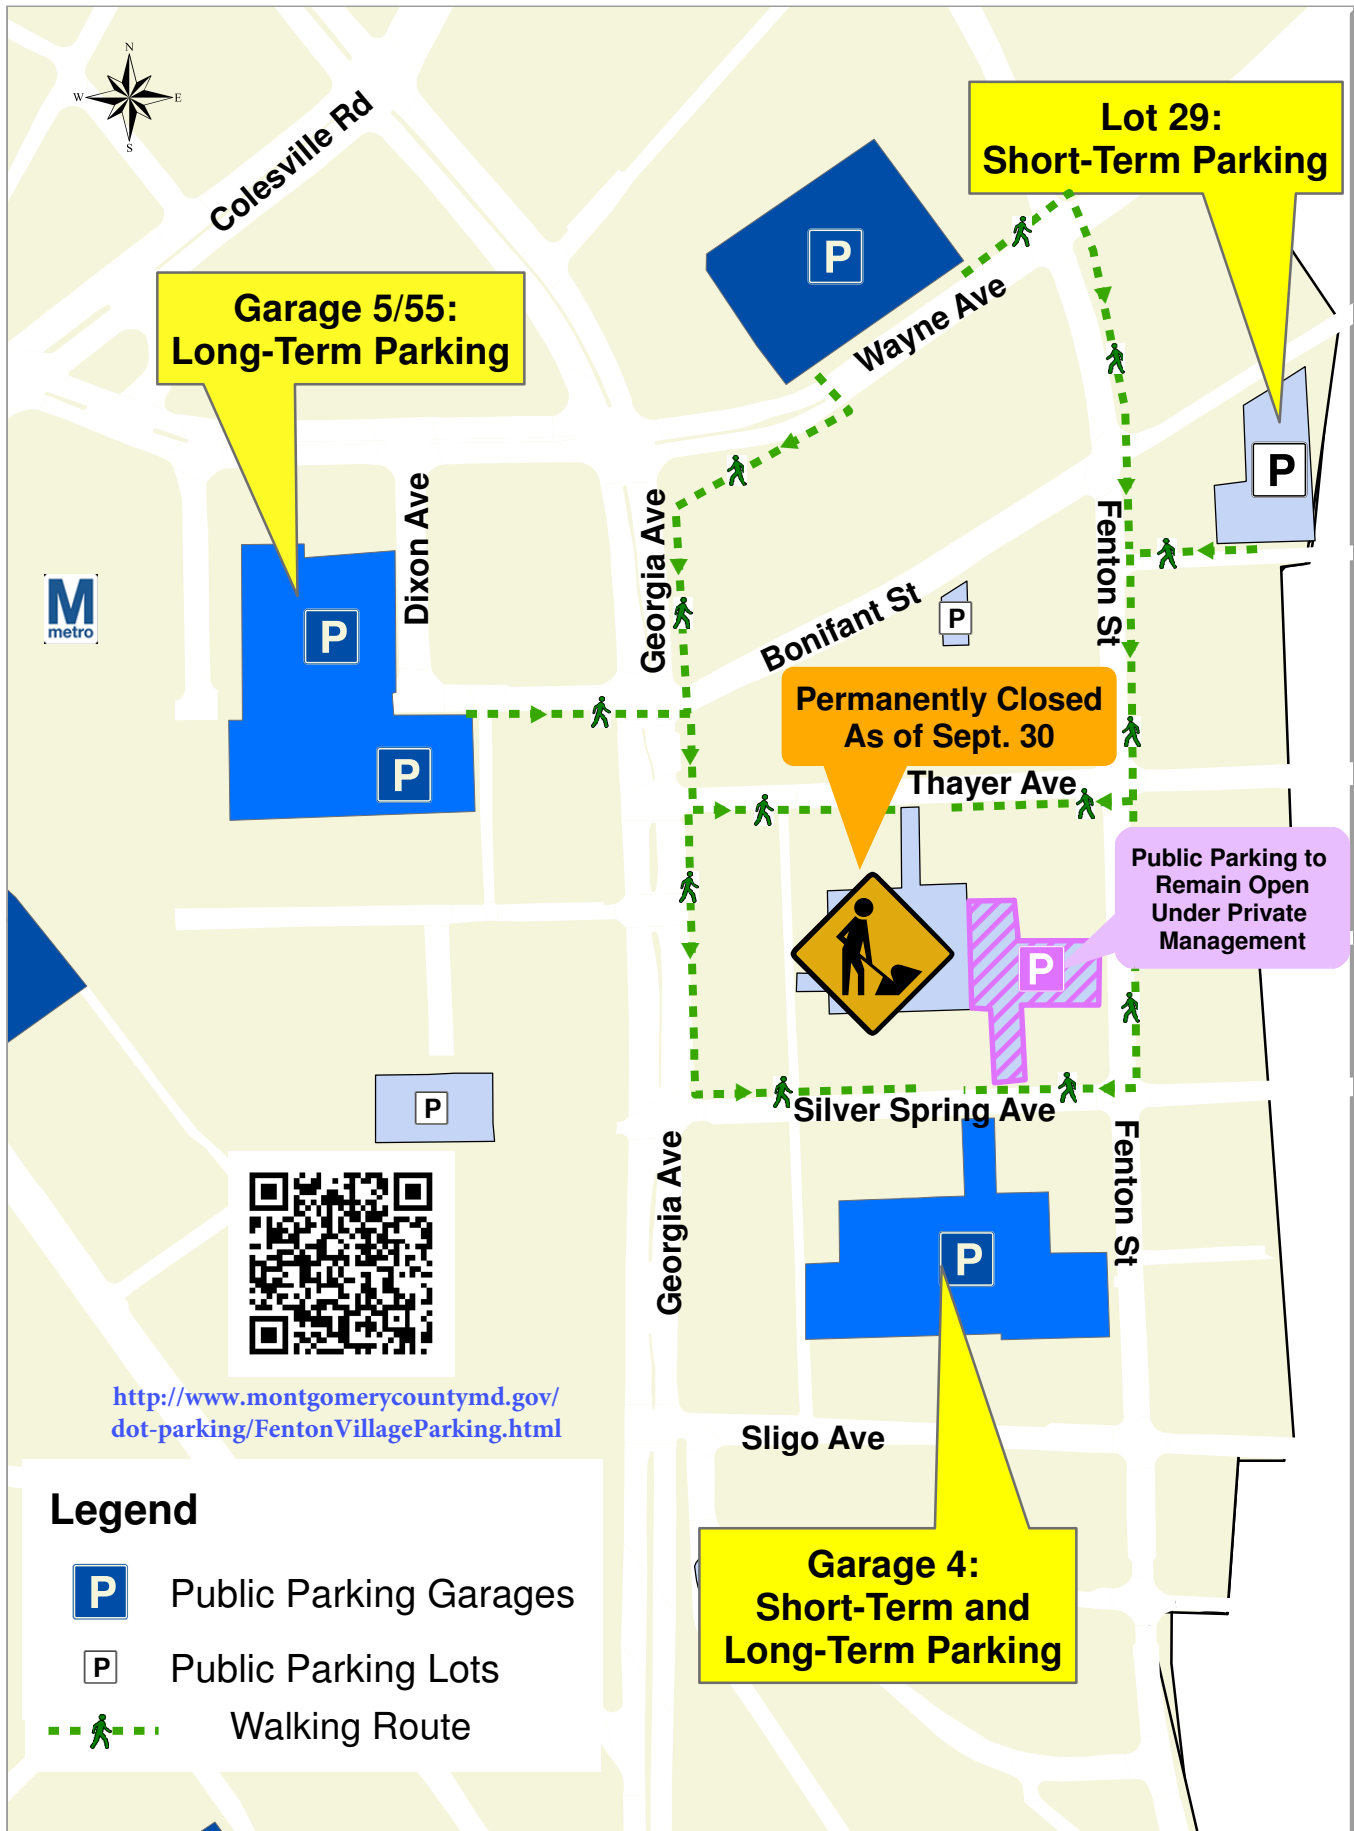 N
W E
S
Colesville Rd
Lot 29:
Short-Term Parking
P
Garage 5/55:
Long-Term Parking
Wayne Ave
P
Dixon Ave
Georgia Ave
Fenton St
M
metro
P
Bonifant St
P
Permanently Closed
As of Sept. 30
P
Thayer Ave
Public Parking to
Remain Open
Under Private
Management
P
P
Silver Spring Ave
Georgia Ave
Fenton St
P
http://www.montgomerycountymd.gov/
dot-parking/FentonVillageParking.html
Sligo Ave
Garage 4:
Short-Term and
Long-Term Parking
Legend
P Public Parking Garages
P Public Parking Lots
Walking Route